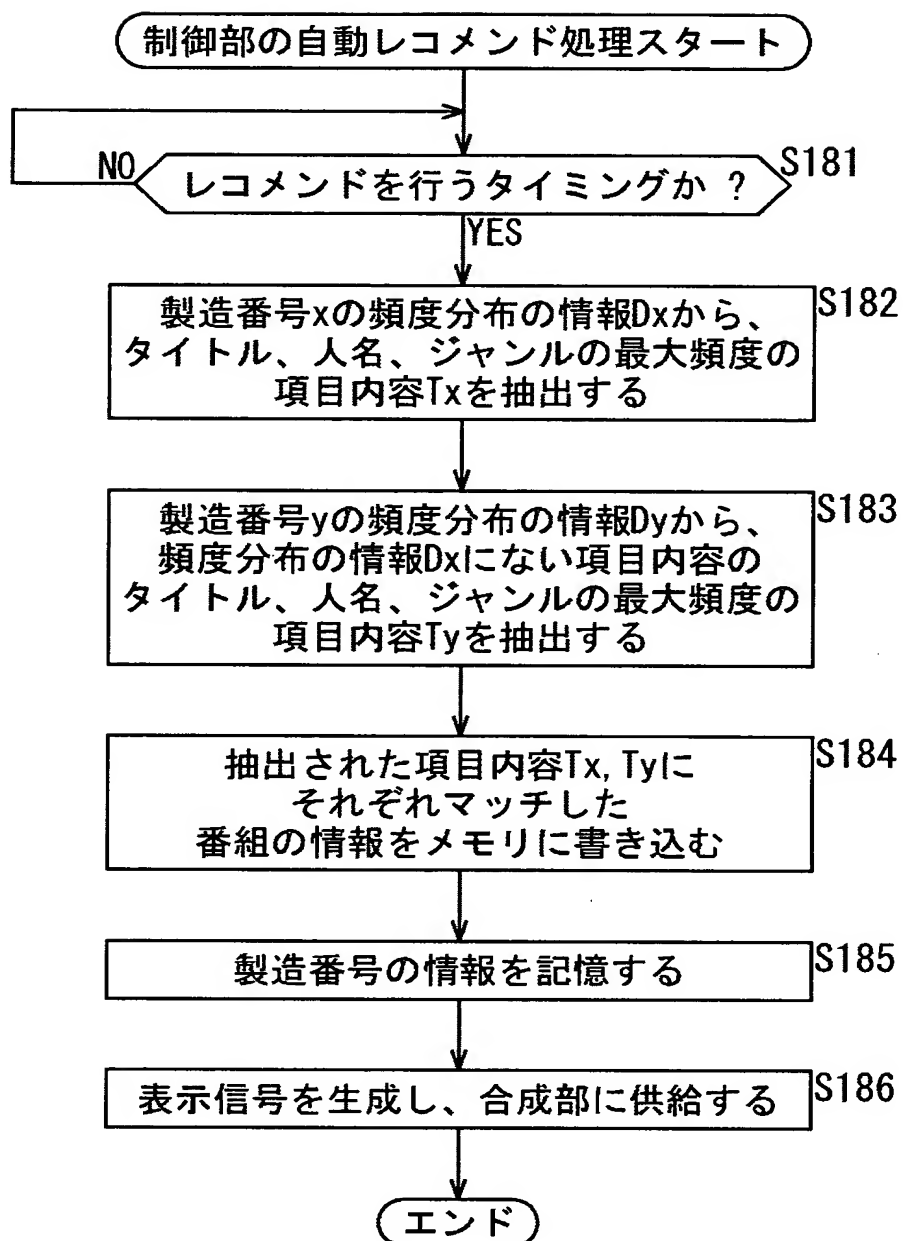 制御部の自動レコメンド処理スタート
NO
レコメンドを行うタイミングか ?
S181
YES
製造番号xの頻度分布の情報Dxから、
タイトル、人名、ジャンルの最大頻度の
項目内容Txを抽出する
S182
製造番号yの頻度分布の情報Dyから、
頻度分布の情報Dxにない項目内容の
タイトル、人名、ジャンルの最大頻度の
項目内容Tyを抽出する
S183
抽出された項目内容Tx, Tyに
それぞれマッチした
番組の情報をメモリに書き込む
S184
製造番号の情報を記憶する
S185
表示信号を生成し、合成部に供給する
S186
エンド